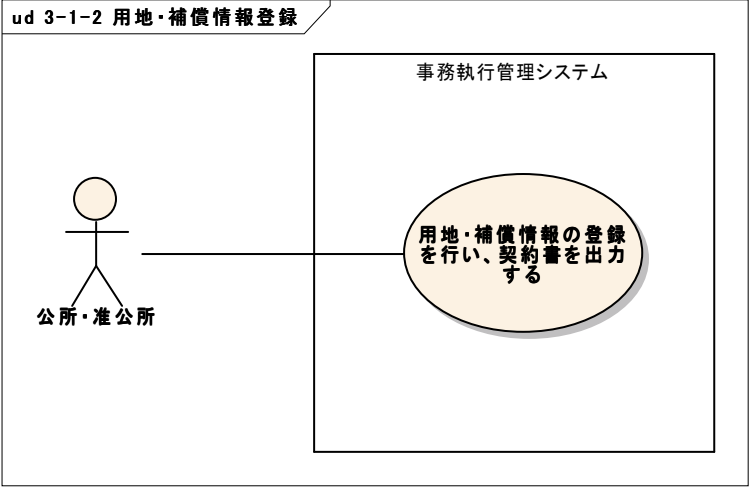 ud 3-1-2 用地・補償情報登録
事務執行管理システム
用地・補償情報の登録
を行い、契約書を出力
する
公所・准公所